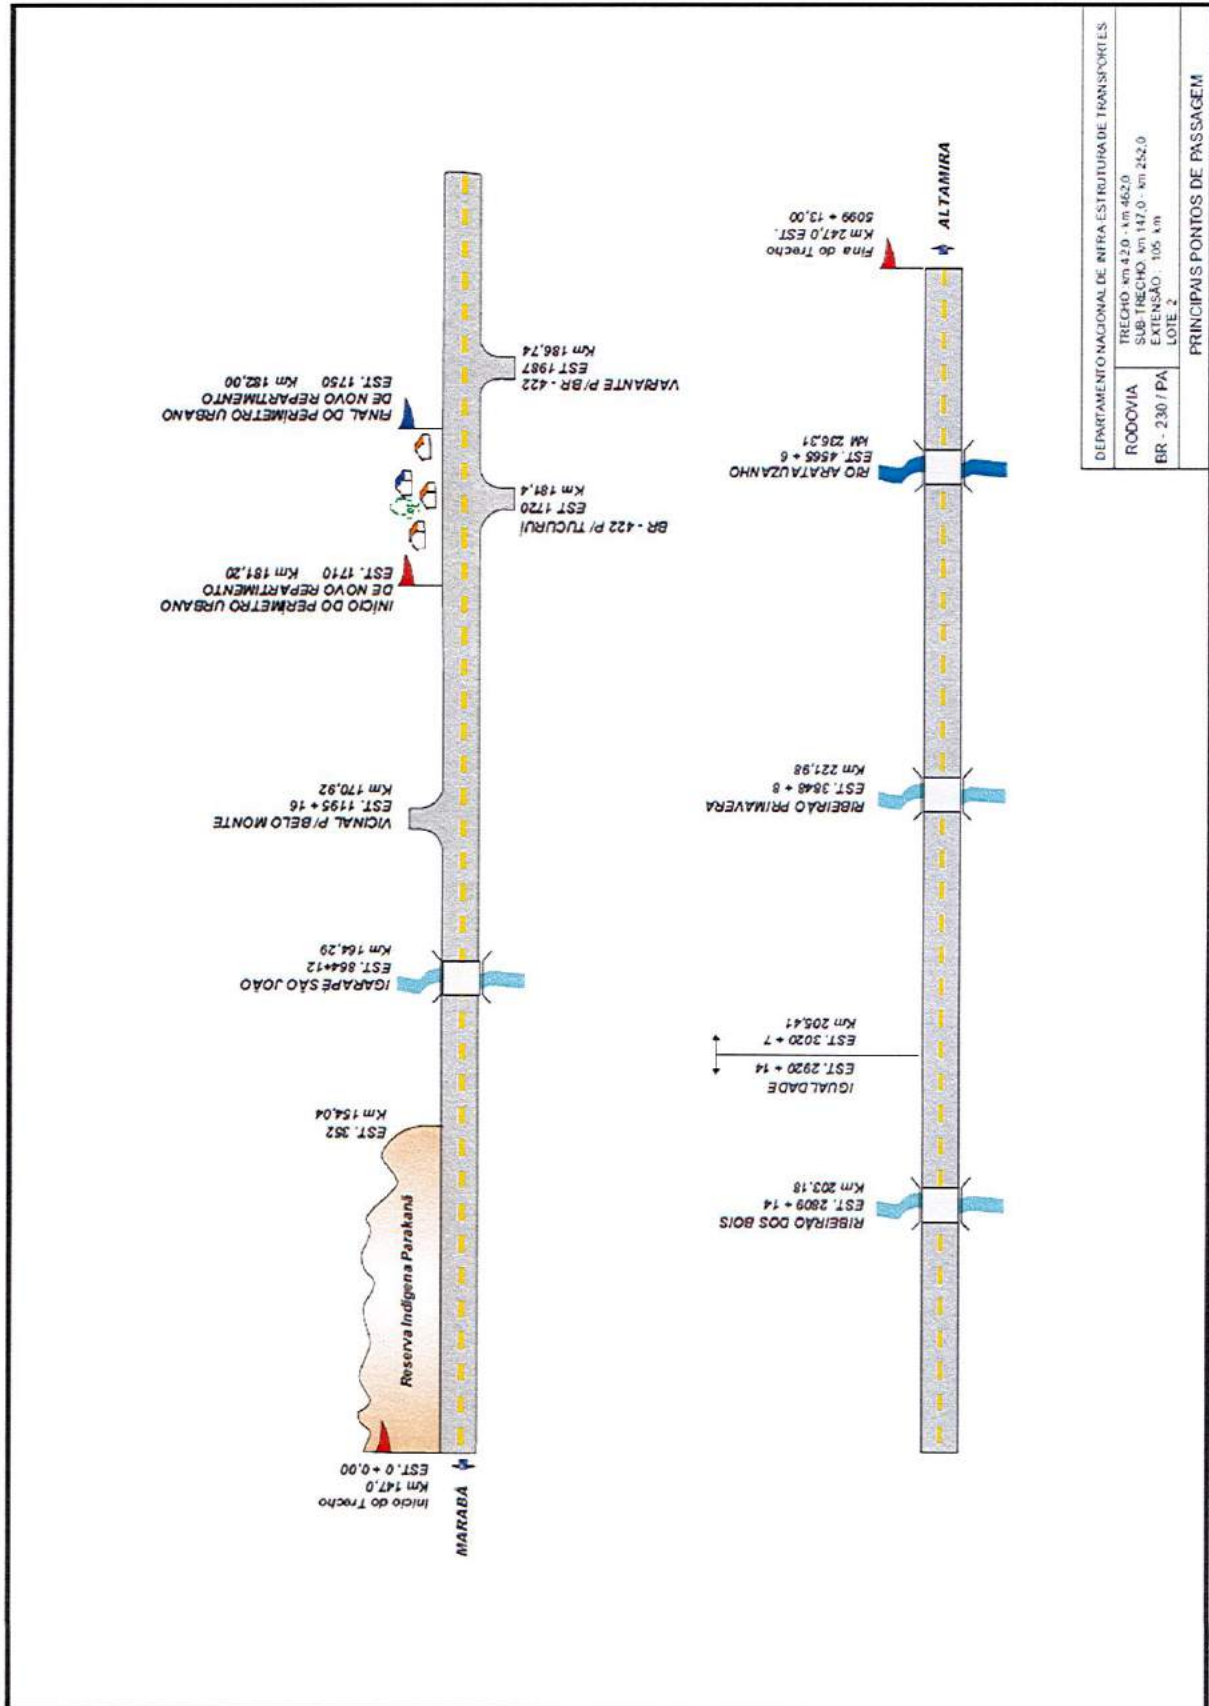 Início do Trecho
Km 147,0
EST. 0 + 0,00
MARABÁ
Reserva Indígena Parakanã
EST. 352
Km 154,04
IGARAPÉ SÃO JOÃO
EST. 864+12
Km 164,29
VICINAL P/BELO MONTE
EST. 1195 + 16
Km 170,92
INÍCIO DO PERÍMETRO URBANO
DE NOVO REPARTIMENTO
EST. 1710 Km 181,20
BR - 422 P/ TUCURUÍ
EST 1720
Km 181,4
FINAL DO PERÍMETRO URBANO
DE NOVO REPARTIMENTO
EST. 1750 Km 182,00
VARIANTE P/BR - 422
EST 1987
Km 186,74
RIBEIRÃO DOS BOIS
EST. 2809 + 14
Km 203.18
IGUALDADE
EST. 2920 + 14
EST. 3020 + 7
Km 205,41
RIBEIRÃO PRIMAVERA
EST. 3848 + 8
Km 221,98
RIO ARATAUZANHO
EST. 4565 + 6
kM 236,31
Fina do Trecho
Km 247,0 EST.
5099 + 13,00
ALTAMIRA
DEPARTAMENTO NACIONAL DE INFRA-ESTRUTURA DE TRANSPORTES
RODOVIA
BR - 230 / PA
TRECHO: km 42,0 - km 462,0
SUB-TRECHO: km 147,0 - km 252,0
EXTENSÃO : 105 km
LOTE 2
PRINCIPAIS PONTOS DE PASSAGEM